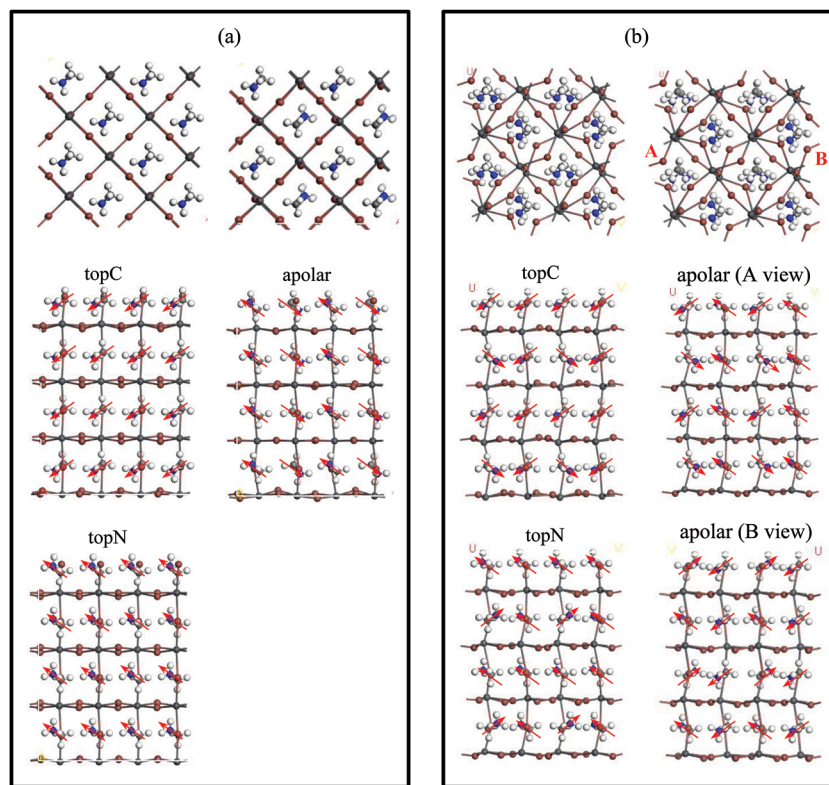 (a)
(b)
U
U
A
B
topC
apolar
topC
apolar (A view)
U
U
topN
topN
apolar (B view)
U
U